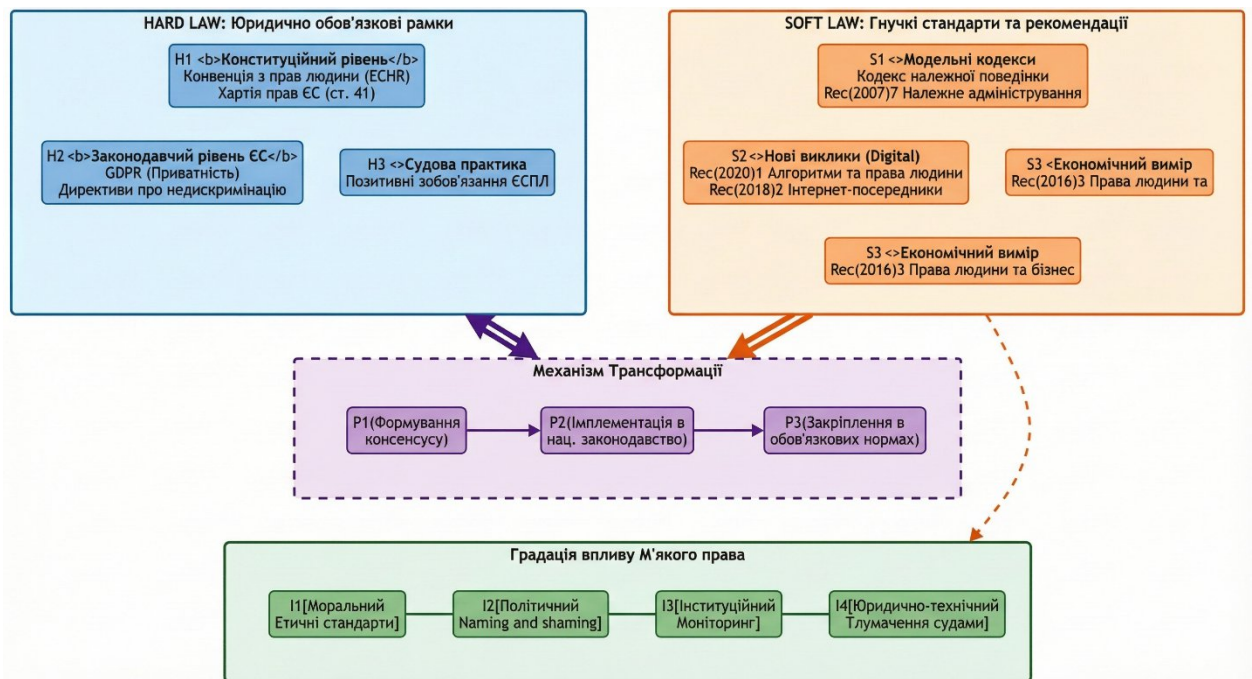 HARD LAW: Юридично обов'язкові рамки
H1 <b>Конституційний рівень</b>
Конвенція з прав людини (ECHR)
Хартія прав ЄС (ст. 41)
H2 <b>Законодавчий рівень ЄС</b>
GDPR (Приватність)
Директиви про недискримінацію
H3 <>Судова практика
Позитивні зобов'язання ЄСПЛ
SOFT LAW: Гнучкі стандарти та рекомендації
S1 <>Модельні кодекси
Кодекс належної поведінки
Rec(2007)7 Належне адміністрування
S2 <>Нові виклики (Digital)
Rec(2020)1 Алгоритми та права людини
Rec(2018)2 Інтернет-посередники
S3 <Економічний вимір
Rec(2016)3 Права людини та
S3 <>Економічний вимір
Rec(2016)3 Права людини та бізнес
Механізм Трансформації
P1(Формування
консенсусу)
P2(Імплементація в
нац. законодавство)
P3(Закріплення в
обов'язкових нормах)
Градація впливу М'якого права
I1[Моральний
Етичні стандарти]
I2[Політичний
Naming and shaming]
I3[Інституційний
Моніторинг]
I4[Юридично-технічний
Тлумачення судами]